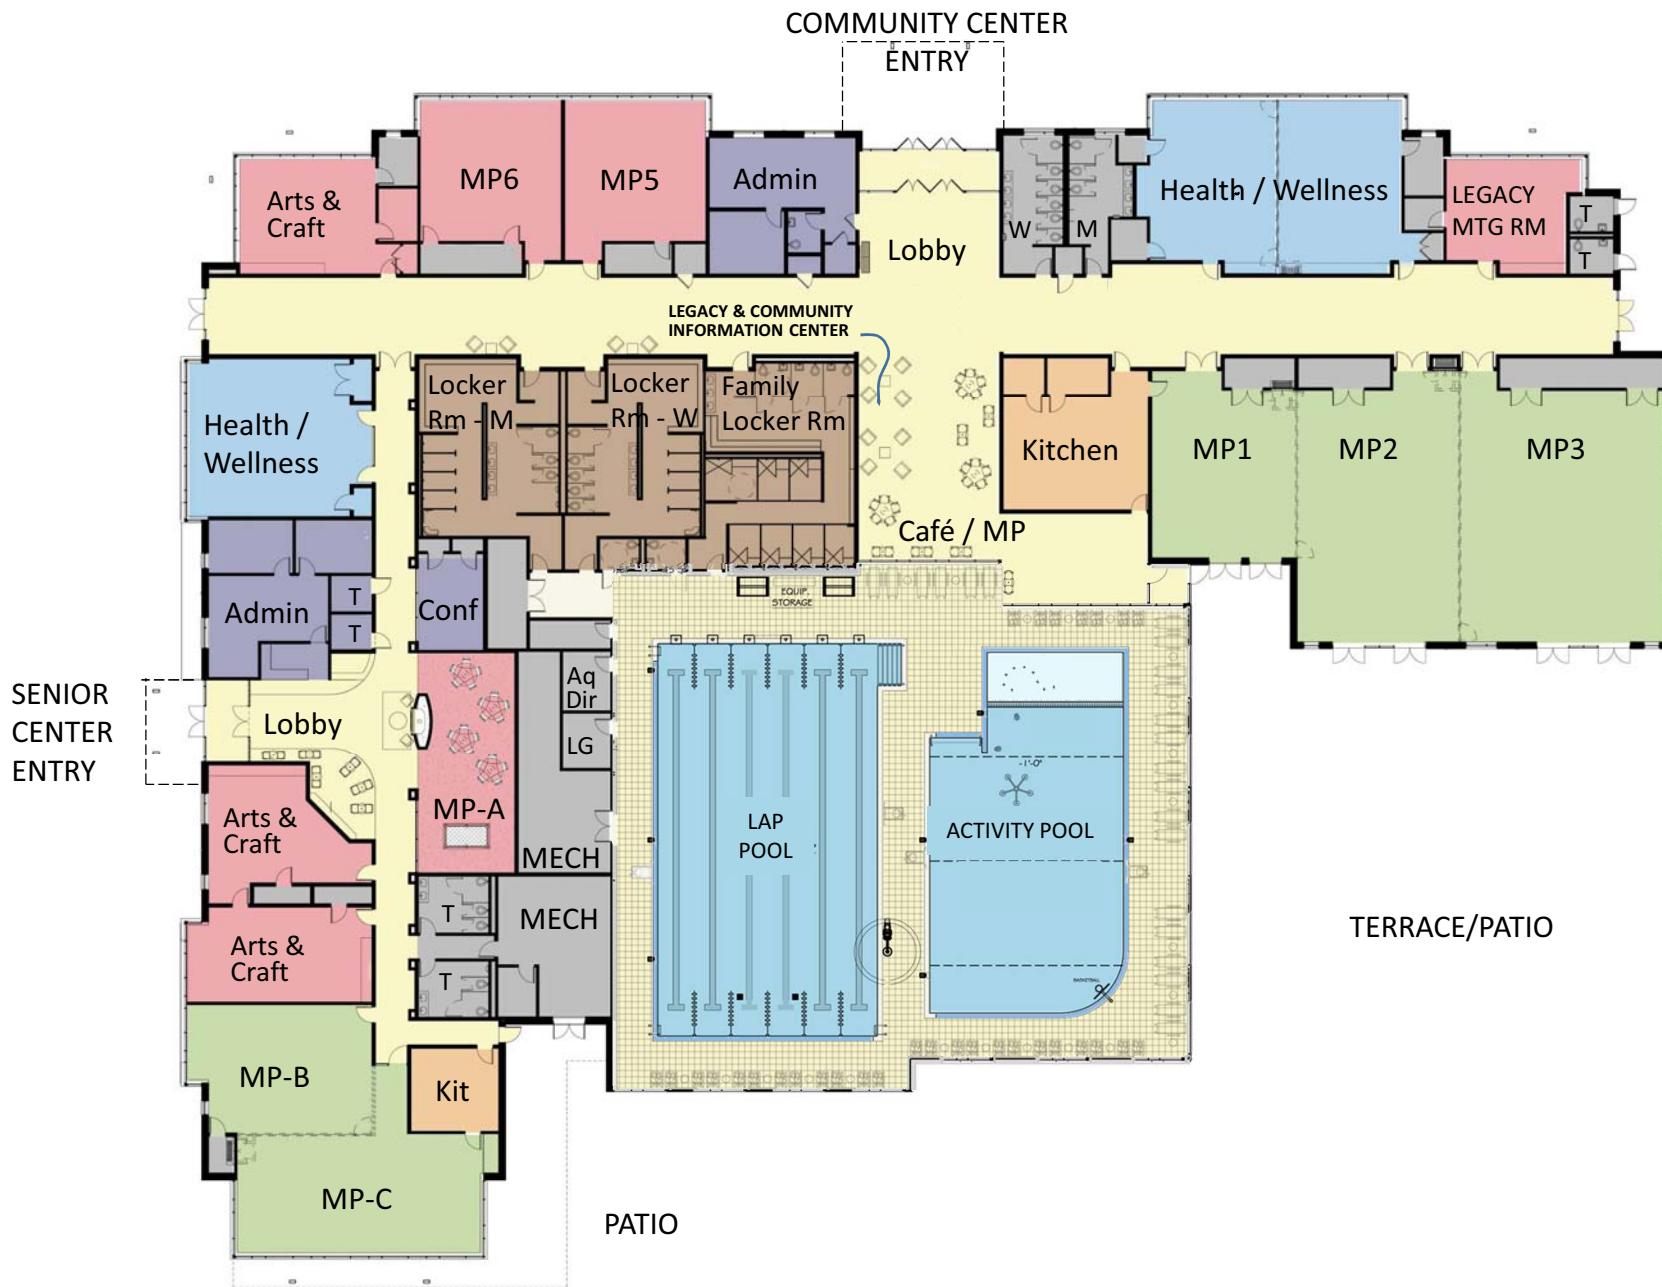 COMMUNITY CENTER
ENTRY
MP6
MP5
Admin
Arts &
Craft
Lobby
W
M
Health / Wellness
LEGACY
MTG RM
T
T
LEGACY & COMMUNITY
INFORMATION CENTER
Health /
Wellness
Locker
Rm - M
Locker
Rm - W
Family
Locker Rm
Café / MP
Kitchen
MP1
MP2
MP3
Admin
T
T
Conf
EQUIP.
STORAGE
SENIOR
CENTER
ENTRY
Lobby
MP-A
Aq
Dir
LG
MECH
Arts &
Craft
LAP
POOL
-1'-0"
ACTIVITY POOL
Arts &
Craft
T
T
MECH
BASKETBALL
TERRACE/PATIO
MP-B
Kit
MP-C
PATIO